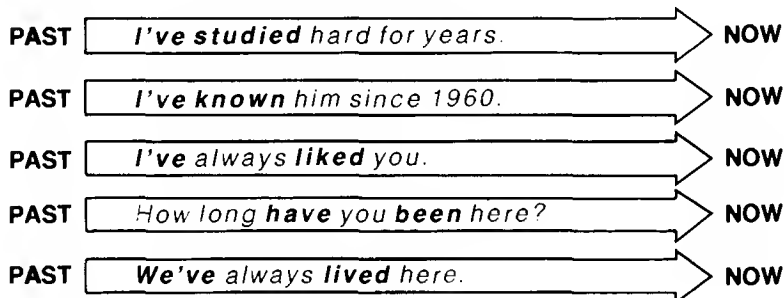 PAST I've studied hard for years. NOW
PAST I've known him since 1960. NOW
PAST I've always liked you. NOW
PAST How long have you been here? NOW
PAST We've always lived here. NOW